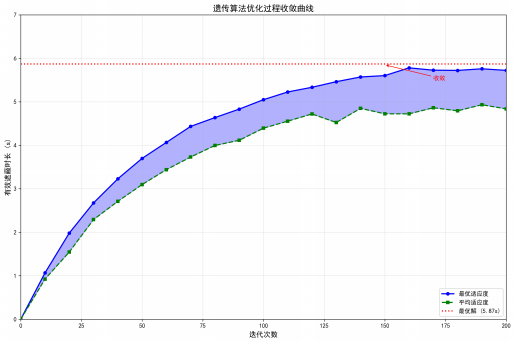 遗传算法优化过程收敛曲线
7
6
5
4
3
2
1
0
有效遮蔽时长 (s)
收敛
最优适应度
平均适应度
最优解 (5.87s)
0 25 50 75 100 125 150 175 200
迭代次数